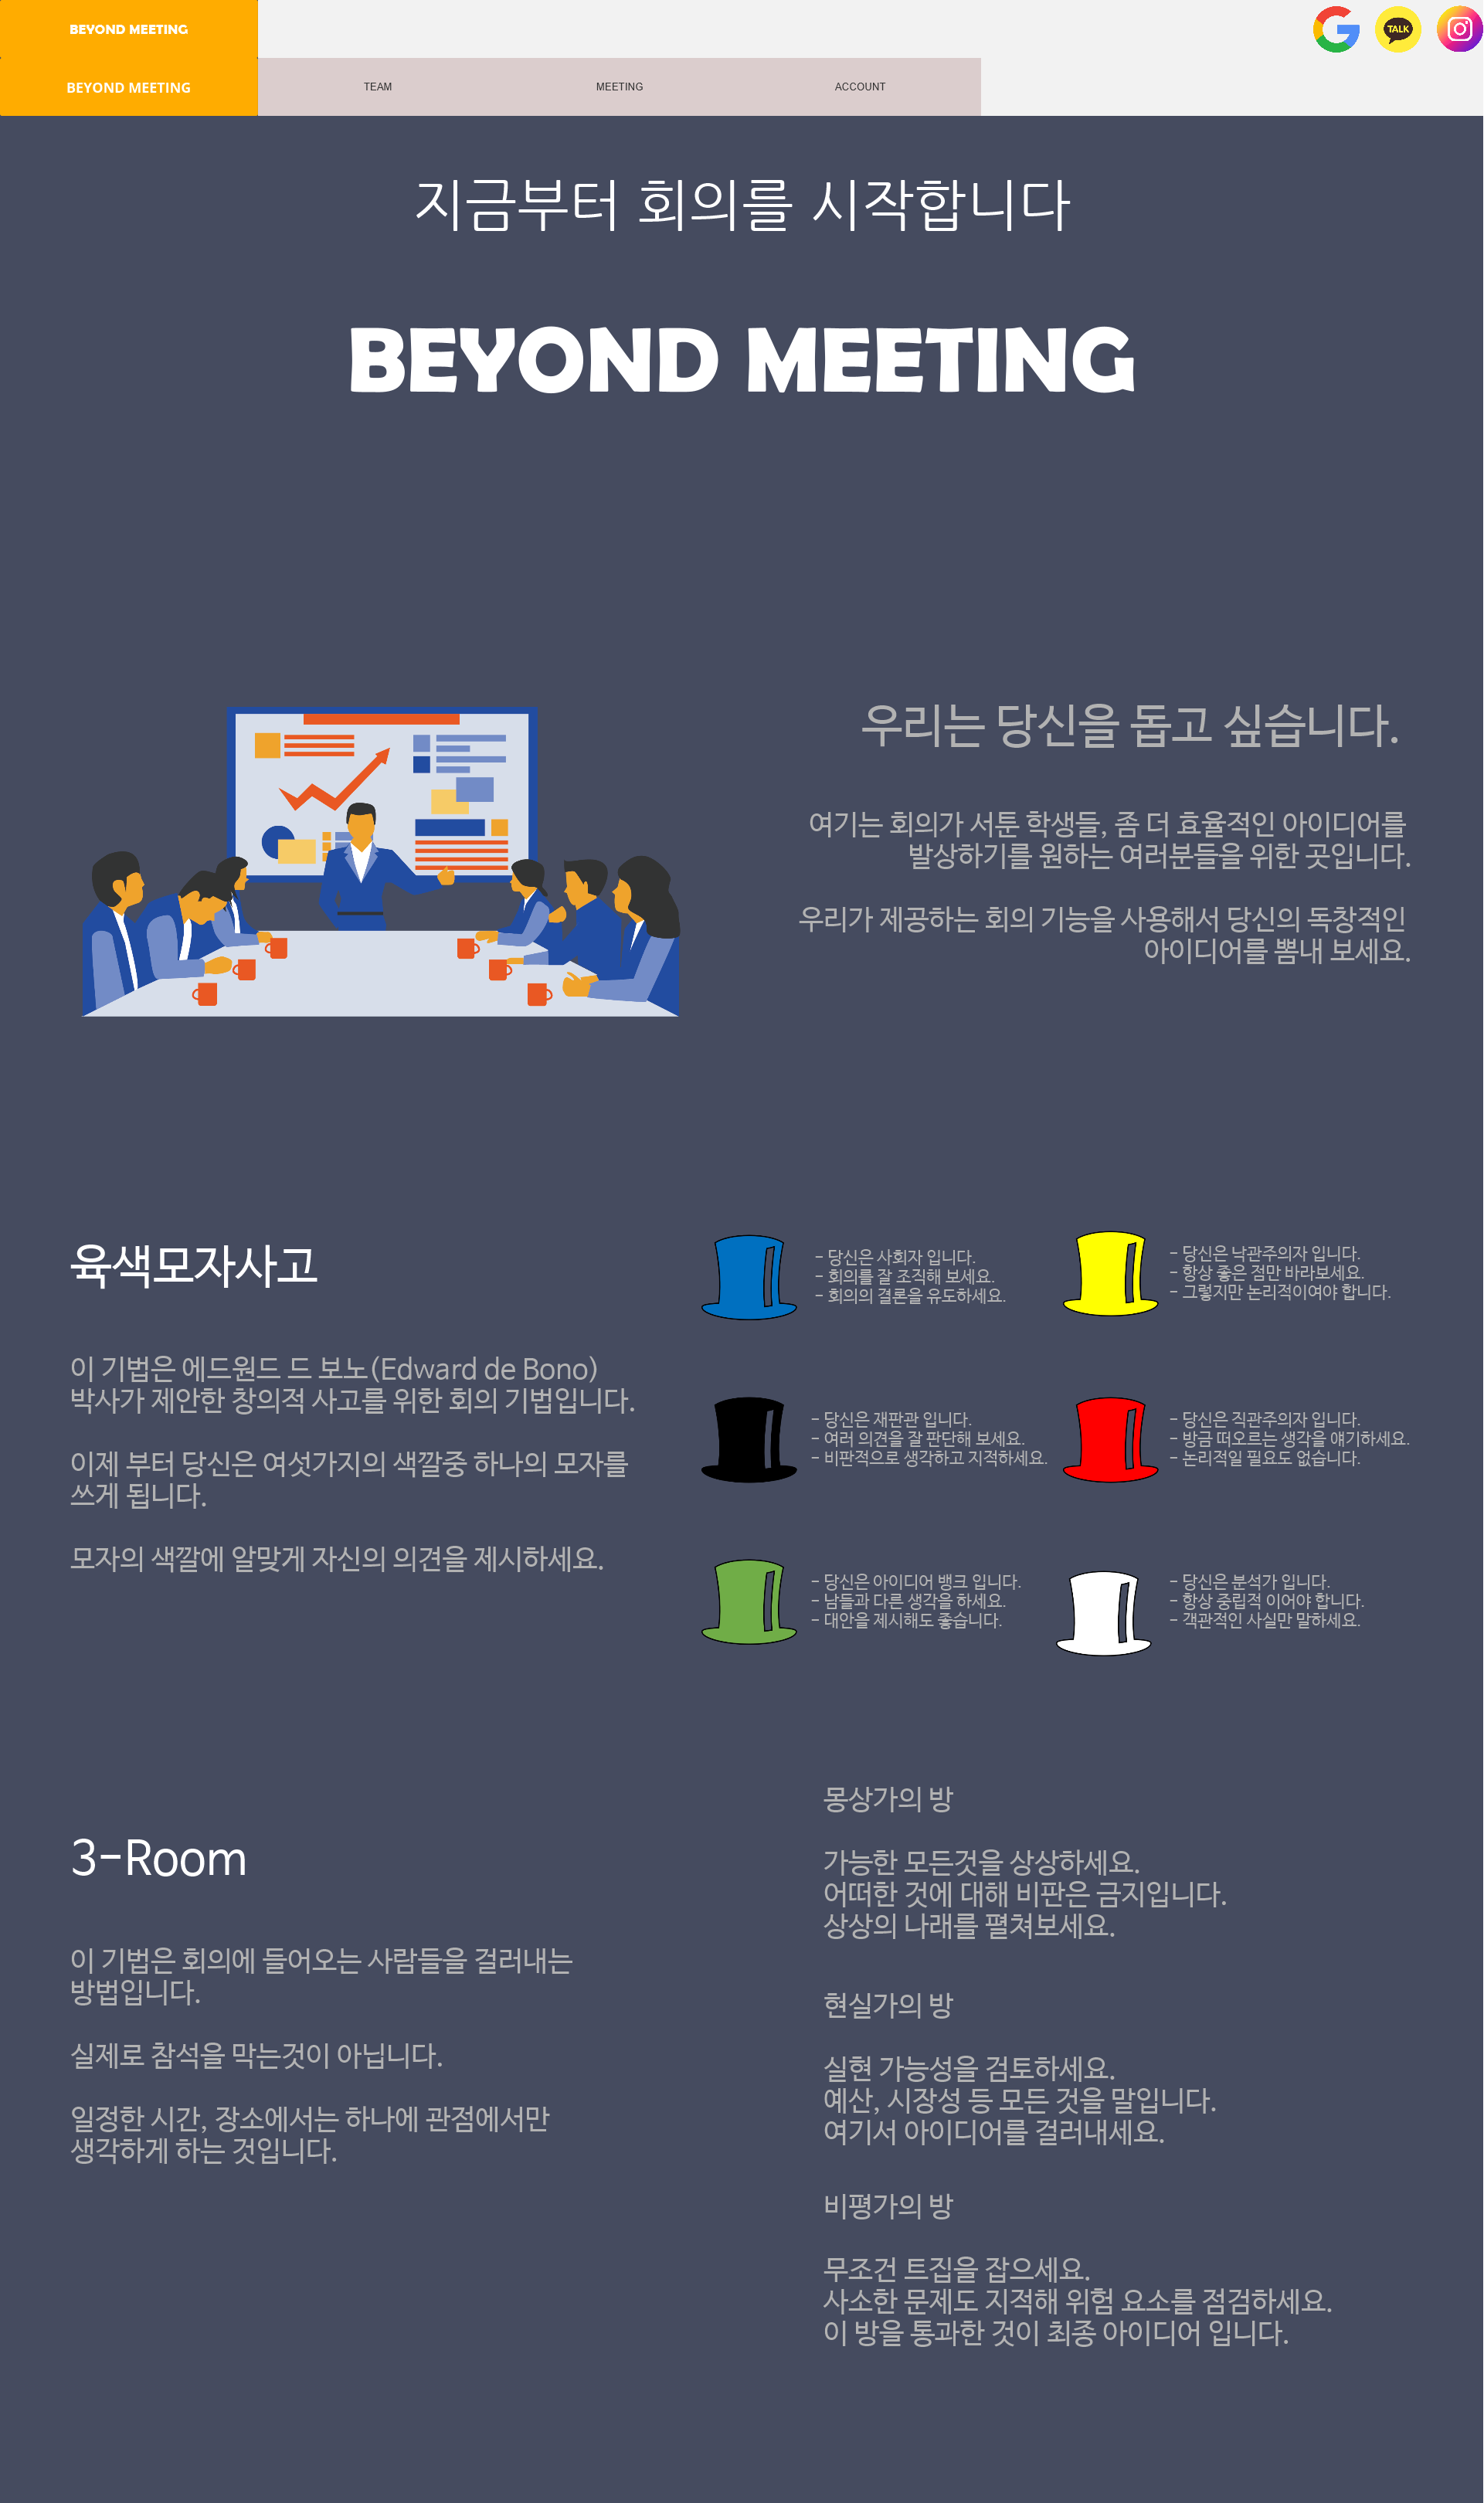 BEYOND MEETING
TALK
BEYOND MEETING
TEAM
MEETING
ACCOUNT
지금부터 회의를 시작합니다
BEYOND MEETING
우리는 당신을 돕고 싶습니다.
여기는 회의가 서툰 학생들, 좀 더 효율적인 아이디어를
발상하기를 원하는 여러분들을 위한 곳입니다.
우리가 제공하는 회의 기능을 사용해서 당신의 독창적인
아이디어를 뽐내 보세요.
육색모자사고
이 기법은 에드워드 드 보노(Edward de Bono)
박사가 제안한 창의적 사고를 위한 회의 기법입니다.
이제 부터 당신은 여섯가지의 색깔중 하나의 모자를
쓰게 됩니다.
모자의 색깔에 알맞게 자신의 의견을 제시하세요.
- 당신은 사회자 입니다.
- 회의를 잘 조직해 보세요.
- 회의의 결론을 유도하세요.
- 당신은 낙관주의자 입니다.
- 항상 좋은 점만 바라보세요.
- 그렇지만 논리적이여야 합니다.
- 당신은 재판관 입니다.
- 여러 의견을 잘 판단해 보세요.
- 비판적으로 생각하고 지적하세요.
- 당신은 직관주의자 입니다.
- 방금 떠오르는 생각을 얘기하세요.
- 논리적일 필요도 없습니다.
- 당신은 아이디어 뱅크 입니다.
- 남들과 다른 생각을 하세요.
- 대안을 제시해도 좋습니다.
- 당신은 분석가 입니다.
- 항상 중립적 이어야 합니다.
- 객관적인 사실만 말하세요.
3-Room
이 기법은 회의에 들어오는 사람들을 걸러내는
방법입니다.
실제로 참석을 막는것이 아닙니다.
일정한 시간, 장소에서는 하나에 관점에서만
생각하게 하는 것입니다.
몽상가의 방
가능한 모든것을 상상하세요.
어떠한 것에 대해 비판은 금지입니다.
상상의 나래를 펼쳐보세요.
현실가의 방
실현 가능성을 검토하세요.
예산, 시장성 등 모든 것을 말입니다.
여기서 아이디어를 걸러내세요.
비평가의 방
무조건 트집을 잡으세요.
사소한 문제도 지적해 위험 요소를 점검하세요.
이 방을 통과한 것이 최종 아이디어 입니다.